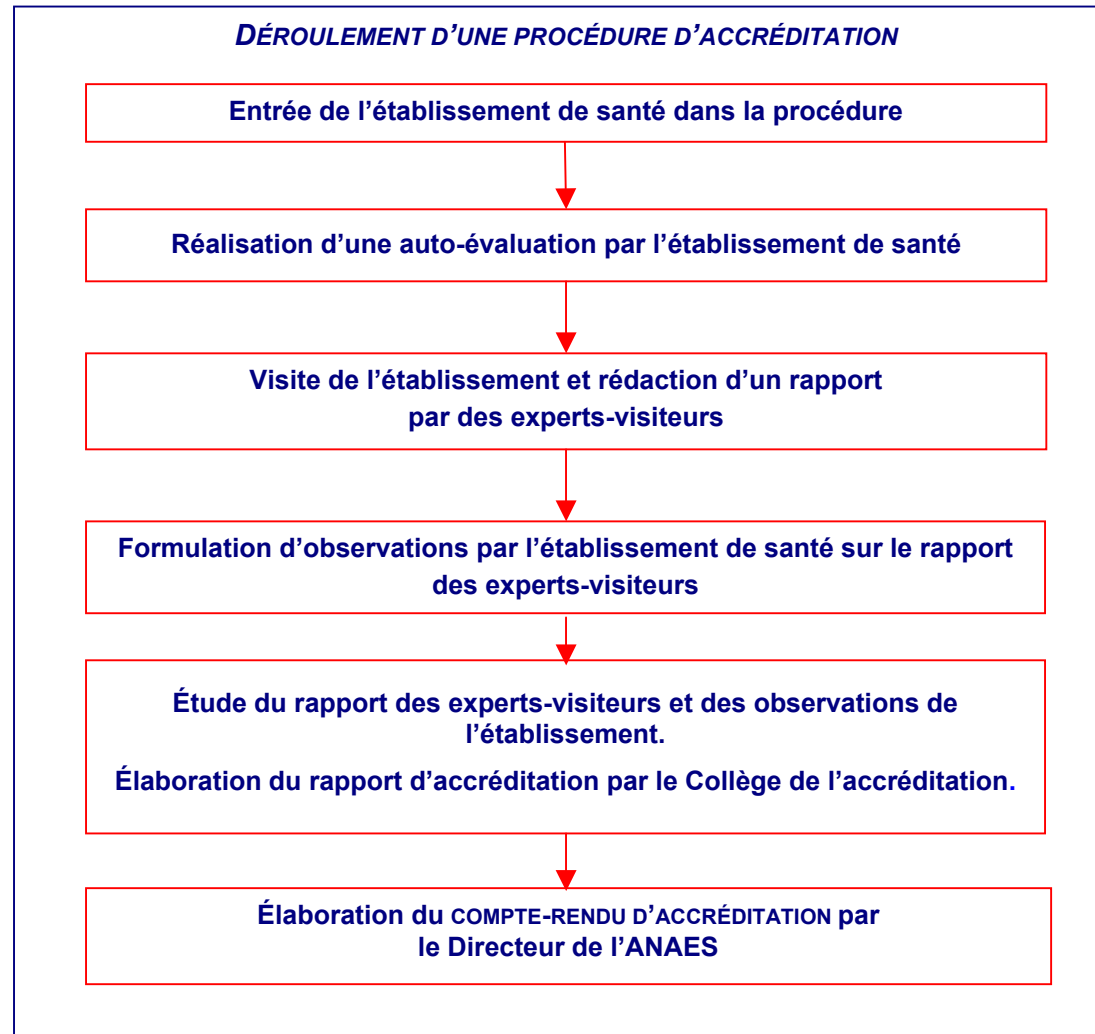 DÉROULEMENT D'UNE PROCÉDURE D'ACCRÉDITATION
Entrée de l'établissement de santé dans la procédure
Réalisation d'une auto-évaluation par l'établissement de santé
Visite de l'établissement et rédaction d'un rapport
par des experts-visiteurs
Formulation d'observations par l'établissement de santé sur le rapport
des experts-visiteurs
Étude du rapport des experts-visiteurs et des observations de
l'établissement.
Élaboration du rapport d'accréditation par le Collège de l'accréditation.
Élaboration du COMPTE-RENDU D'ACCRÉDITATION par
le Directeur de l'ANAES